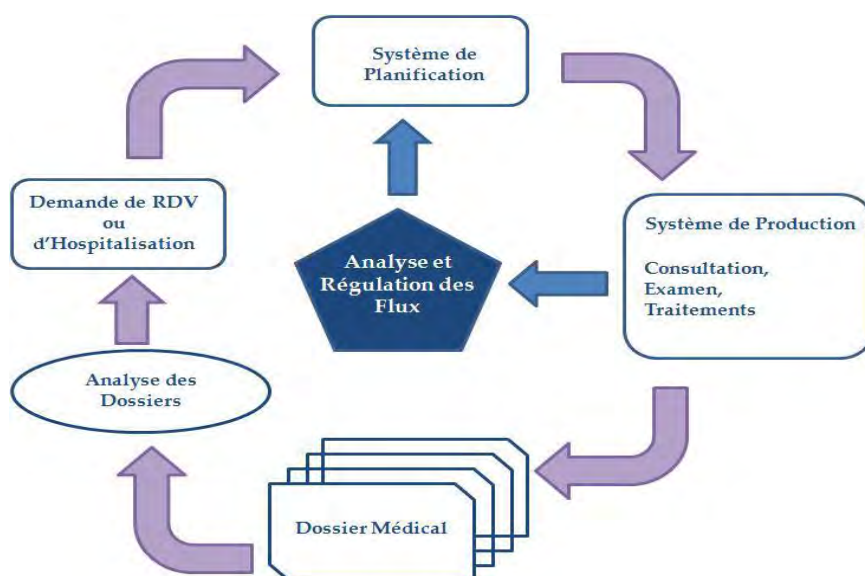 Système de
Planification
Demande de RDV
ou
d'Hospitalisation
Système de Production
Consultation,
Examen,
Traitements
Analyse et
Régulation des
Flux
Analyse des
Dossiers
Dossier Médical